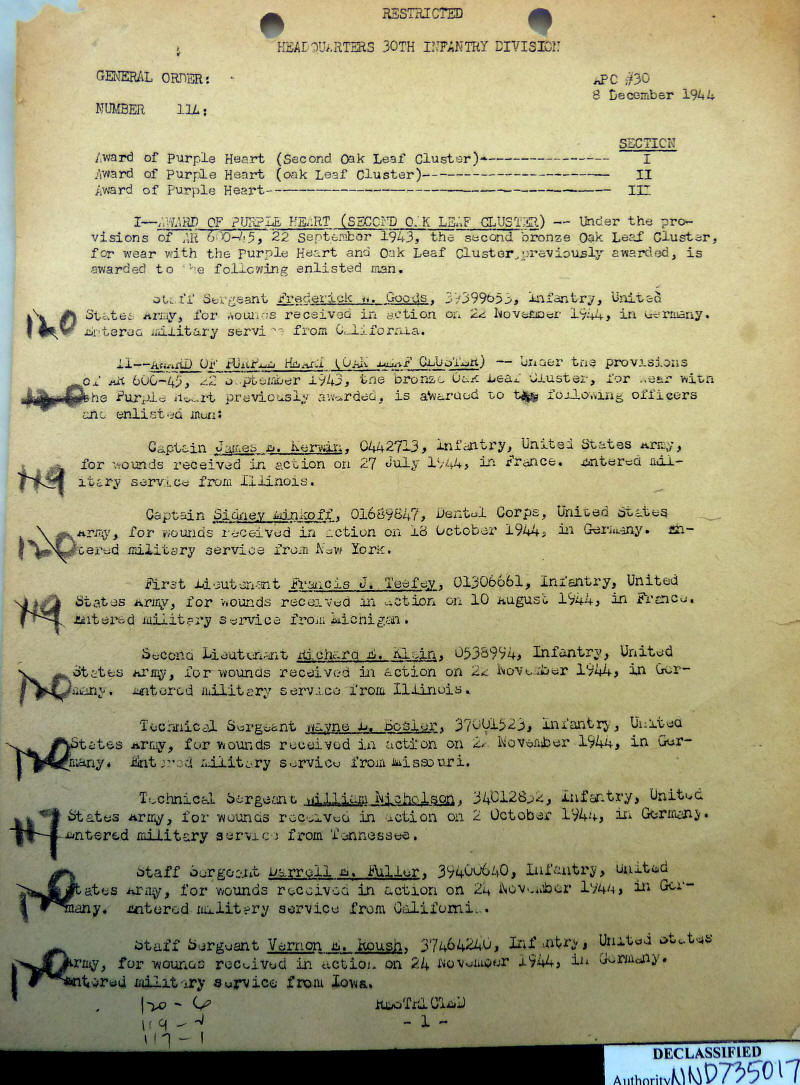 RESTRICTED
HEADQUARTERS 30TH INFANTRY DIVISION
GENERAL ORDER:
APC #30
8 December 1944
NUMBER 114:
SECTION
Award of Purple Heart (Second Oak Leaf Cluster)---------------- I
Award of Purple Heart (oak Leaf Cluster)---------------------- II
Award of Purple Heart----------------------------------------- III
I--AWARD OF PURPLE HEART (SECOND OAK LEAF CLUSTER) -- Under the pro-
visions of AR 600-45, 22 September 1943, the second bronze Oak Leaf Cluster,
for wear with the Purple Heart and Oak Leaf Cluster, previously awarded, is
awarded to the following enlisted man.
Staff Sergeant Frederick W. Goods, 39399653, Infantry, United
120 States Army, for wounds received in action on 22 November 1944, in Germany.
Entered military service from California.
II--AWARD OF PURPLE HEART (OAK LEAF CLUSTER) -- Under the provisions
of AR 600-45, 22 September 1943, the bronze Oak Leaf Cluster, for wear with
the Purple Heart previously awarded, is awarded to the following officers
and enlisted men:
Captain James E. Kerwin, 0442713, Infantry, United States Army,
for wounds received in action on 27 July 1944, in France. Entered mil-
119 itary service from Illinois.
Captain Sidney Minkoff, 01689847, Dental Corps, United States
120 Army, for wounds received in action on 18 October 1944, in Germany. En-
tered military service from New York.
First Lieutenant Francis J. Teefey, 01306661, Infantry, United
119 States Army, for wounds received in action on 10 August 1944, in France.
Entered military service from Michigan.
Second Lieutenant Richard E. Klein, 0538994, Infantry, United
120 States Army, for wounds received in action on 22 November 1944, in Ger-
many. Entered military service from Illinois.
Technical Sergeant Wayne L. Bosler, 37001523, Infantry, United
120 States Army, for wounds received in action on November 1944, in Ger-
many. Entered military service from Missouri.
Technical Sergeant William Nicholson, Infantry, United
117 States Army, for wounds received in action on 2 October 1944, in Germany.
Entered military service from Tennessee.
Staff Sergeant Darrell E. Fuller, 39400640, Infantry, United
120 States Army, for wounds received in action on 24 November 1944, in Ger-
many. Entered military service from California.
Staff Sergeant Vernon E. Roush, 37464240, Infantry, United States
120 Army, for wounds received in action on 24 November 1944, in Germany.
Entered military service from Iowa.
120 - 6
RESTRICTED
119 - 2
- 1 -
117 - 1
DECLASSIFIED
Authority NND735017